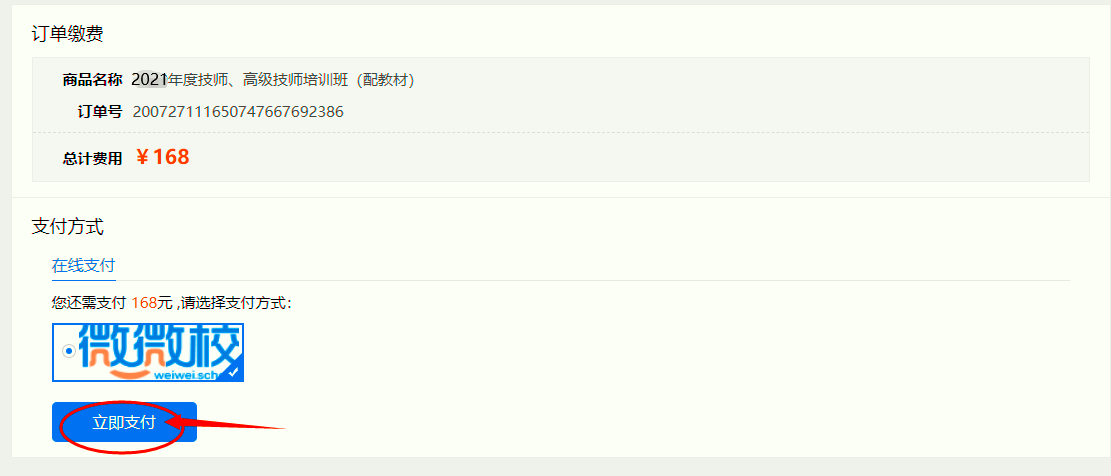 订单缴费
商品名称 2021年度技师、高级技师培训班（配教材）
订单号 200727111650747667692386
总计费用 ￥168
支付方式
在线支付
您还需支付 168元 ,请选择支付方式：
微微校
weiwei.sch
立即支付